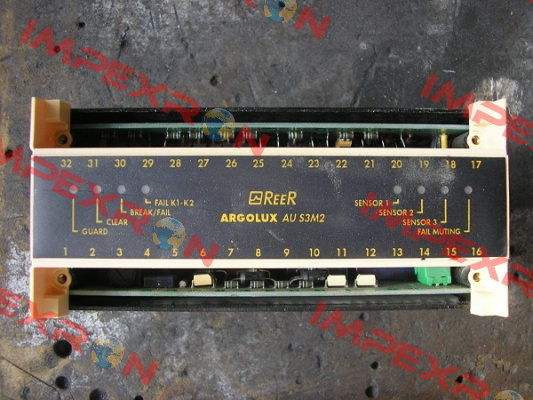 IMPEXRON
32 31 30 29 28 27 26 25 24 23 22 21 20 19 18 17
REER
ARGOLUX AU S3M2
FAIL K1-K2
BREAK/FAIL
CLEAR
GUARD
SENSOR 1
SENSOR 2
SENSOR 3
FAIL MUTING
1 2 3 4 5 6 7 8 9 10 11 12 13 14 15 16
IMPEXRON
IMPEXRON
IMPEXRON